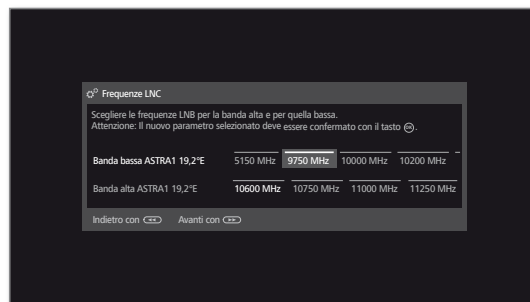 Frequenze LNC
Scegliere le frequenze LNB per la banda alta e per quella bassa.
Attenzione: Il nuovo parametro selezionato deve essere confermato con il tasto OK.
Banda bassa ASTRA1 19,2°E 5150 MHz 9750 MHz 10000 MHz 10200 MHz
Banda alta ASTRA1 19,2°E 10600 MHz 10750 MHz 11000 MHz 11250 MHz
Indietro con Avanti con